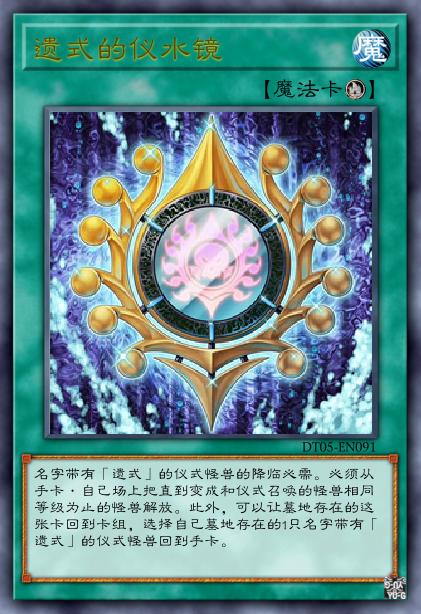 遗式的仪水镜
魔
【魔法卡】
DT05-EN091
名字带有「遗式」的仪式怪兽的降临必需。必须从
手卡·自己场上把直到变成和仪式召唤的怪兽相同
等级为止的怪兽解放。此外，可以让墓地存在的这
张卡回到卡组，选择自己墓地存在的1只名字带有「
遗式」的仪式怪兽回到手卡。